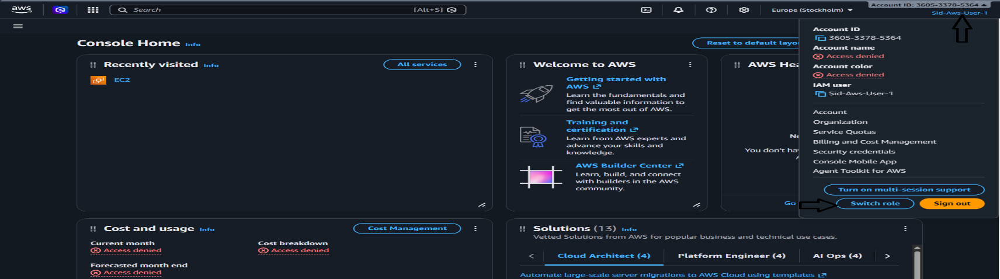 aws
Search
[Alt+S]
Europe (Stockholm)
Account ID: 3605-3378-5364
Sid-Aws-User-1
Console Home Info
Reset to default layo
Recently visited Info
All services
EC2
Welcome to AWS
Getting started with
AWS
Learn the fundamentals and
find valuable information to
get the most out of AWS.
Training and
certification
Learn from AWS experts and
advance your skills and
knowledge.
AWS Builder Center
Learn, build, and connect
with builders in the AWS
community.
AWS Hea
No
You don't ha
A
Go
Account ID
3605-3378-5364
Account name
Access denied
Account color
Access denied
IAM user
Sid-Aws-User-1
Account
Organization
Service Quotas
Billing and Cost Management
Security credentials
Console Mobile App
Agent Toolkit for AWS
Turn on multi-session support
Switch role
Sign out
Cost and usage Info
Cost Management
Current month
Access denied
Cost breakdown
Access denied
Forecasted month end
Access denied
Solutions (13) Info
Vetted Solutions from AWS for popular business and technical use cases.
Cloud Architect (4)
Platform Engineer (4)
AI Ops (4)
Automate large-scale server migrations to AWS Cloud using templates